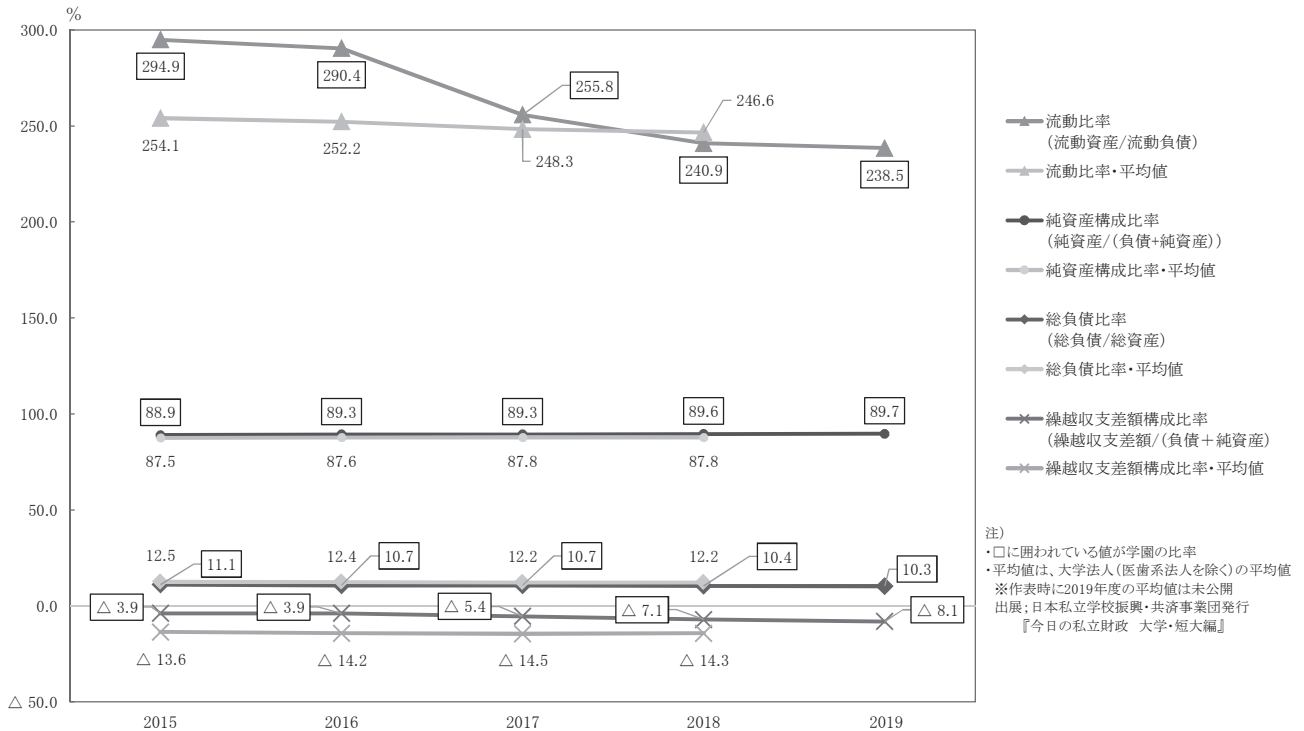 %
300.0
250.0
200.0
150.0
100.0
50.0
0.0
△ 50.0
294.9
290.4
255.8
246.6
254.1
252.2
248.3
240.9
238.5
88.9
89.3
89.3
89.6
89.7
87.5
87.6
87.8
87.8
12.5
11.1
12.4
10.7
12.2
10.7
12.2
10.4
10.3
△ 3.9
△ 3.9
△ 5.4
△ 7.1
△ 8.1
△ 13.6
△ 14.2
△ 14.5
△ 14.3
2015
2016
2017
2018
2019
流動比率
(流動資産/流動負債)
流動比率・平均値
純資産構成比率
(純資産/(負債+純資産))
純資産構成比率・平均値
総負債比率
(総負債/総資産)
総負債比率・平均値
繰越収支差額構成比率
(繰越収支差額/(負債+純資産)
繰越収支差額構成比率・平均値
注)
・□に囲われている値が学園の比率
・平均値は、大学法人(医歯系法人を除く)の平均値
※作表時に2019年度の平均値は未公開
出展;日本私立学校振興・共済事業団発行
『今日の私立財政 大学・短大編』